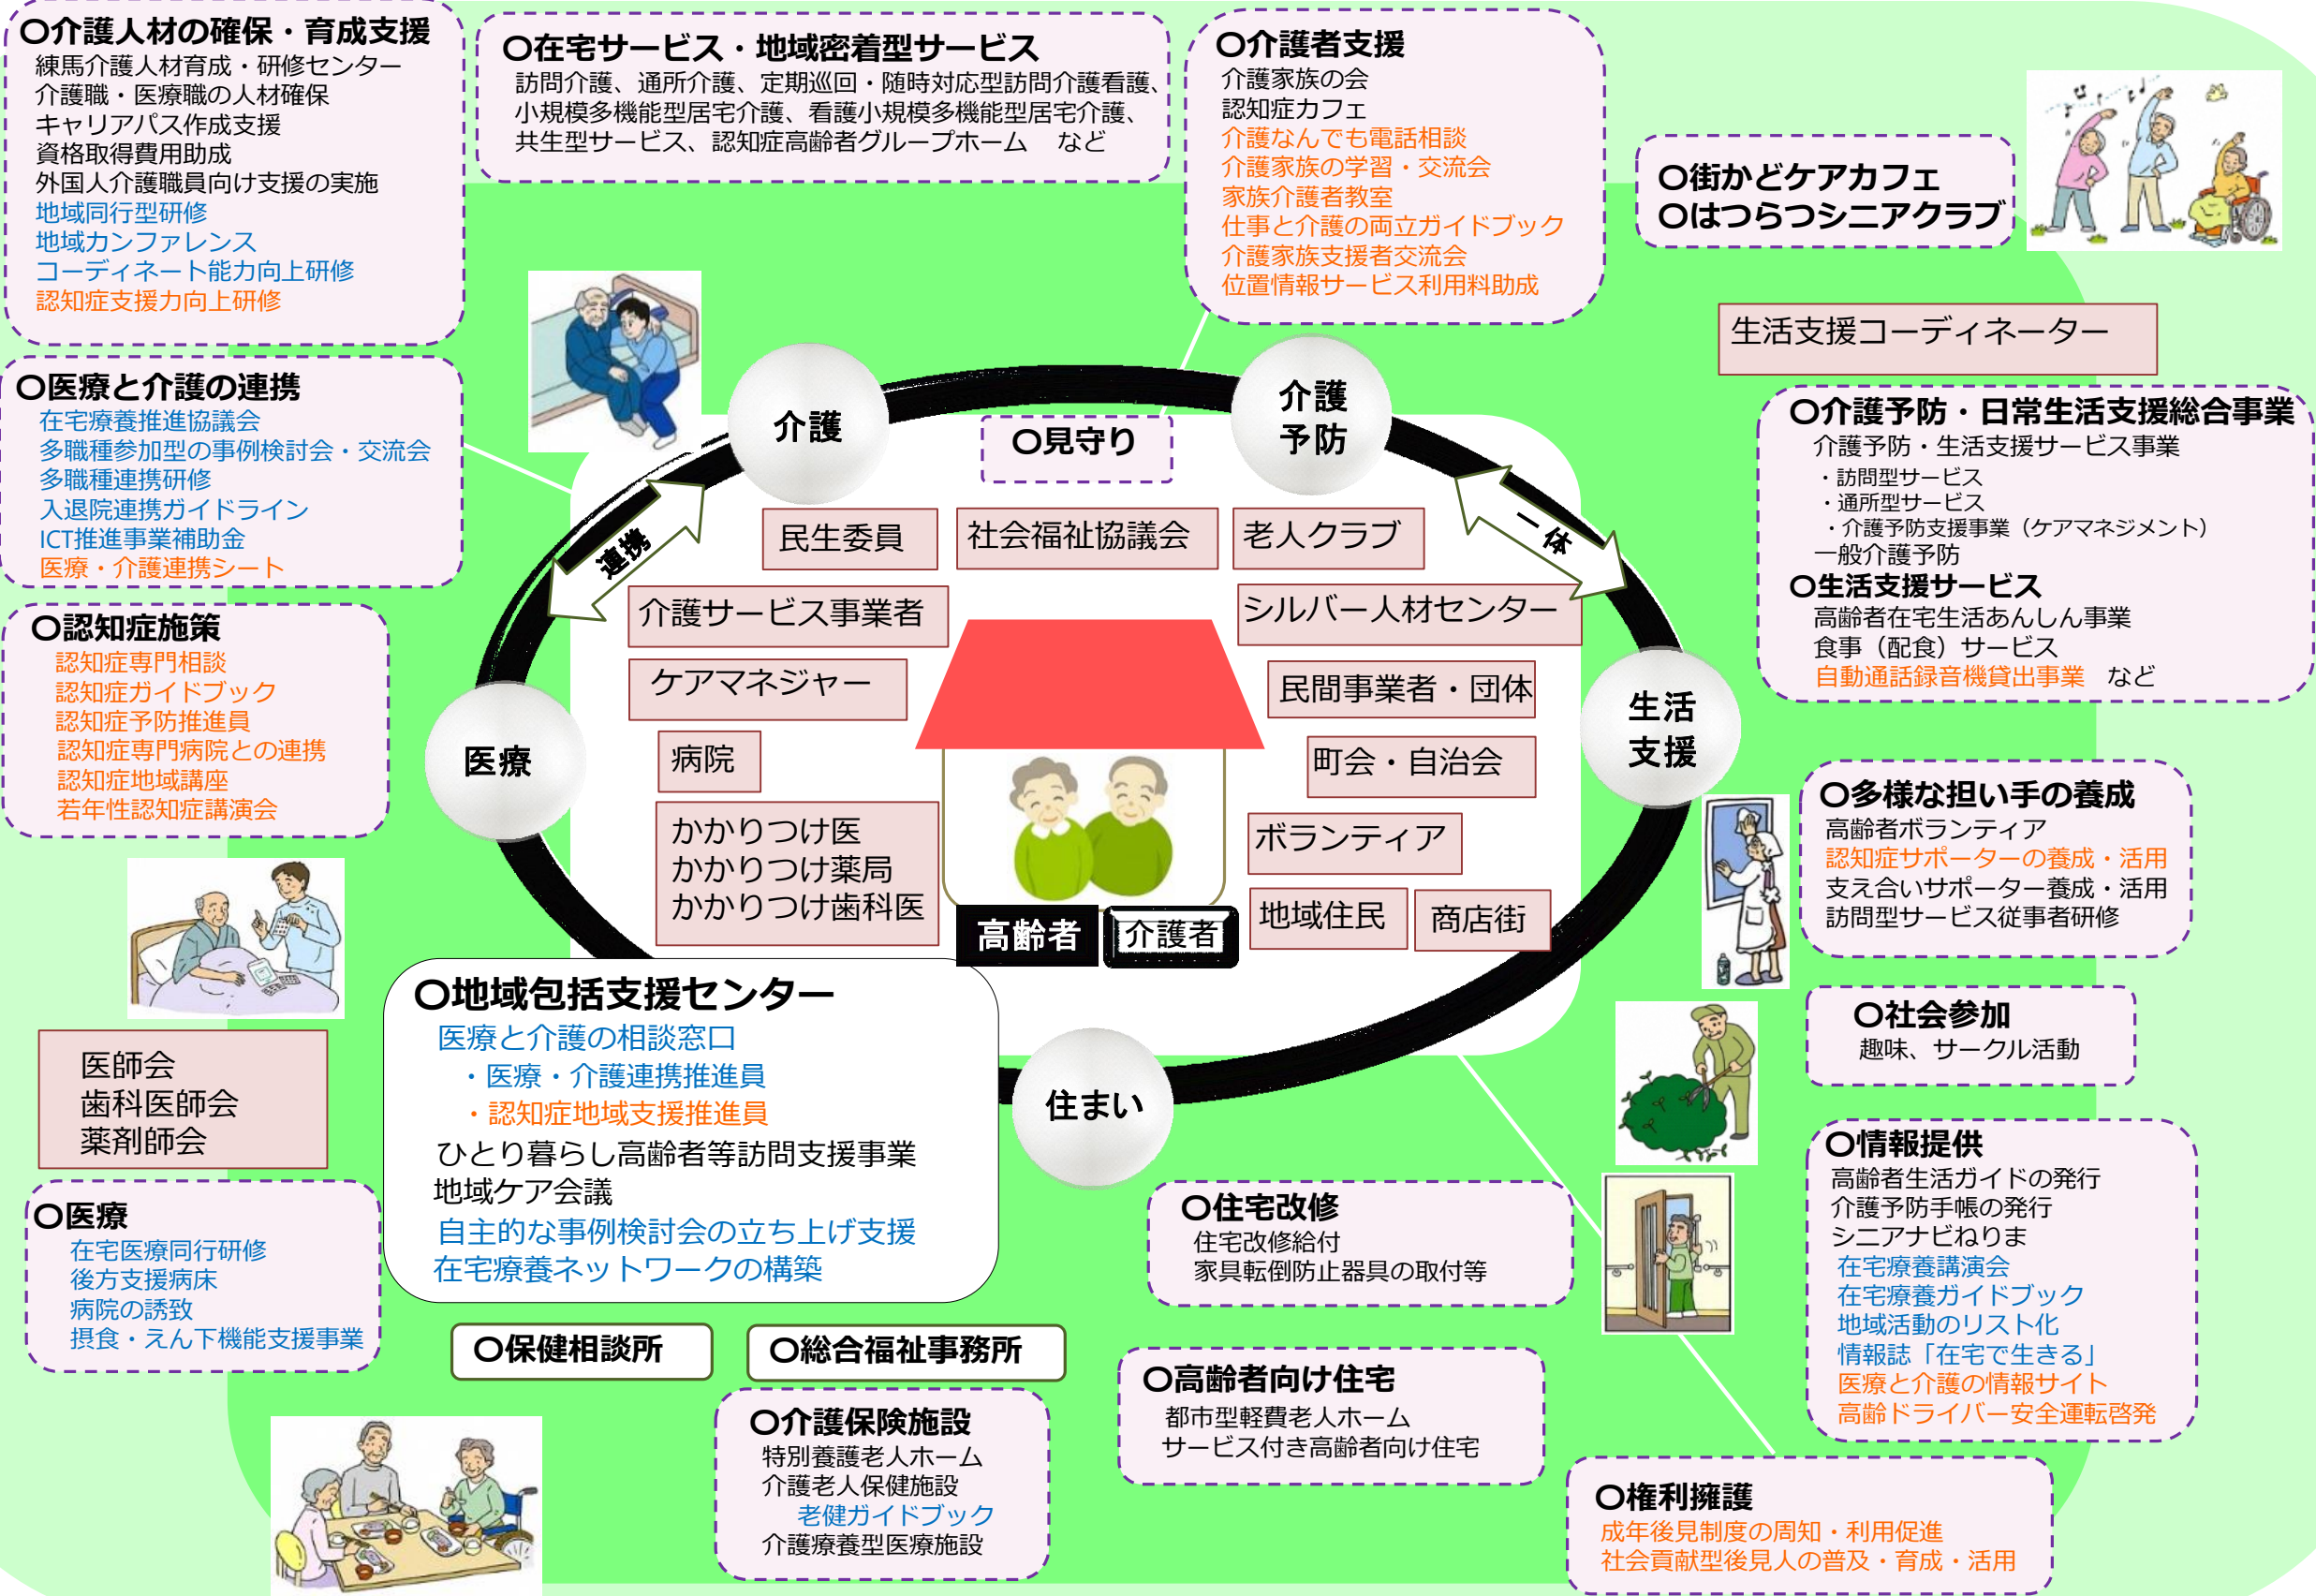 〇介護人材の確保・育成支援
練馬介護人材育成・研修センター
介護職・医療職の人材確保
キャリアパス作成支援
資格取得費用助成
外国人介護職員向け支援の実施
地域同行型研修
地域カンファレンス
コーディネート能力向上研修
認知症支援力向上研修
〇在宅サービス・地域密着型サービス
訪問介護、通所介護、定期巡回・随時対応型訪問介護看護、
小規模多機能型居宅介護、看護小規模多機能型居宅介護、
共生型サービス、認知症高齢者グループホーム　など
〇介護者支援
介護家族の会
認知症カフェ
介護なんでも電話相談
介護家族の学習・交流会
家族介護者教室
仕事と介護の両立ガイドブック
介護家族支援者交流会
位置情報サービス利用料助成
〇街かどケアカフェ
〇はつらつシニアクラブ
生活支援コーディネーター
〇医療と介護の連携
在宅療養推進協議会
多職種参加型の事例検討会・交流会
多職種連携研修
入退院連携ガイドライン
ICT推進事業補助金
医療・介護連携シート
介護
〇見守り
介護
予防
〇介護予防・日常生活支援総合事業
介護予防・生活支援サービス事業
・訪問型サービス
・通所型サービス
・介護予防支援事業（ケアマネジメント）
一般介護予防
〇生活支援サービス
高齢者在宅生活あんしん事業
食事（配食）サービス
自動通話録音機貸出事業　など
連携
民生委員
社会福祉協議会
老人クラブ
一体
介護サービス事業者
シルバー人材センター
ケアマネジャー
民間事業者・団体
病院
町会・自治会
かかりつけ医
かかりつけ薬局
かかりつけ歯科医
ボランティア
地域住民
商店街
高齢者
介護者
〇認知症施策
認知症専門相談
認知症ガイドブック
認知症予防推進員
認知症専門病院との連携
認知症地域講座
若年性認知症講演会
医療
生活
支援
〇多様な担い手の養成
高齢者ボランティア
認知症サポーターの養成・活用
支え合いサポーター養成・活用
訪問型サービス従事者研修
〇地域包括支援センター
医療と介護の相談窓口
・医療・介護連携推進員
・認知症地域支援推進員
ひとり暮らし高齢者等訪問支援事業
地域ケア会議
自主的な事例検討会の立ち上げ支援
在宅療養ネットワークの構築
住まい
〇社会参加
趣味、サークル活動
医師会
歯科医師会
薬剤師会
〇医療
在宅医療同行研修
後方支援病床
病院の誘致
摂食・えん下機能支援事業
〇住宅改修
住宅改修給付
家具転倒防止器具の取付等
〇情報提供
高齢者生活ガイドの発行
介護予防手帳の発行
シニアナビねりま
在宅療養講演会
在宅療養ガイドブック
地域活動のリスト化
情報誌「在宅で生きる」
医療と介護の情報サイト
高齢ドライバー安全運転啓発
〇保健相談所
〇総合福祉事務所
〇介護保険施設
特別養護老人ホーム
介護老人保健施設
老健ガイドブック
介護療養型医療施設
〇高齢者向け住宅
都市型軽費老人ホーム
サービス付き高齢者向け住宅
〇権利擁護
成年後見制度の周知・利用促進
社会貢献型後見人の普及・育成・活用